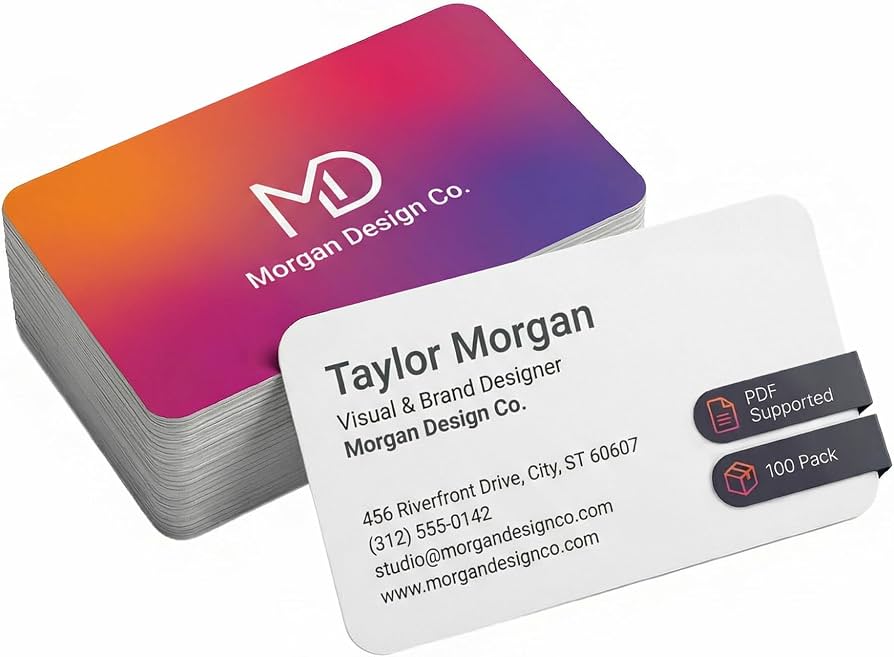 MD
Morgan Design Co.
Taylor Morgan
Visual & Brand Designer
Morgan Design Co.
456 Riverfront Drive, City, ST 60607
(312) 555-0142
studio@morgandesignco.com
www.morgandesignco.com
PDF
Supported
100 Pack